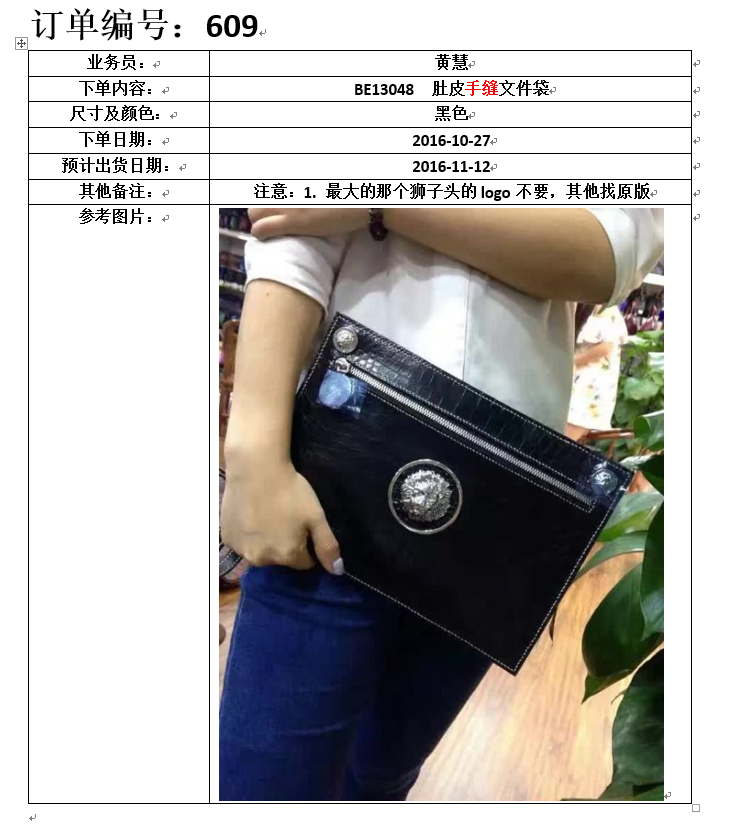 订单编号：609
业务员： 黄慧
下单内容： BE13048 肚皮手缝文件袋
尺寸及颜色： 黑色
下单日期： 2016-10-27
预计出货日期： 2016-11-12
其他备注： 注意：1. 最大的那个狮子头的logo不要，其他找原版
参考图片：